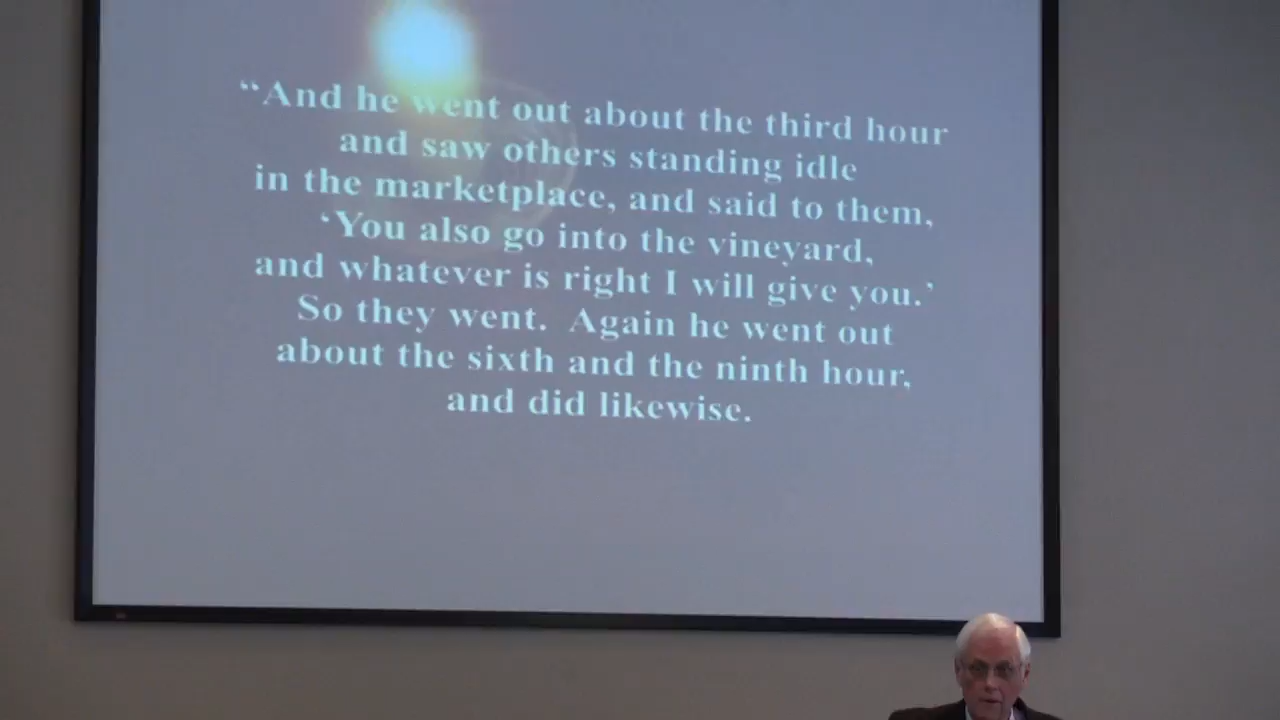 “And he went out about the third hour
and saw others standing idle
in the marketplace, and said to them,
‘You also go into the vineyard,
and whatever is right I will give you.’
So they went.  Again he went out
about the sixth and the ninth hour,
and did likewise.